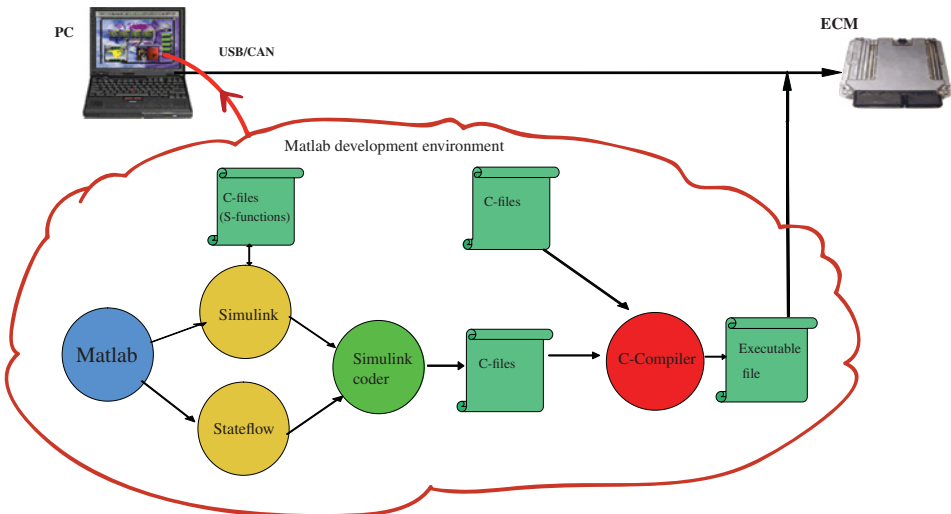 PC
ECM
USB/CAN
Matlab development environment
C-files
(S-functions)
C-files
Simulink
Matlab
Simulink
coder
C-files
C-Compiler
Executable
file
Stateflow